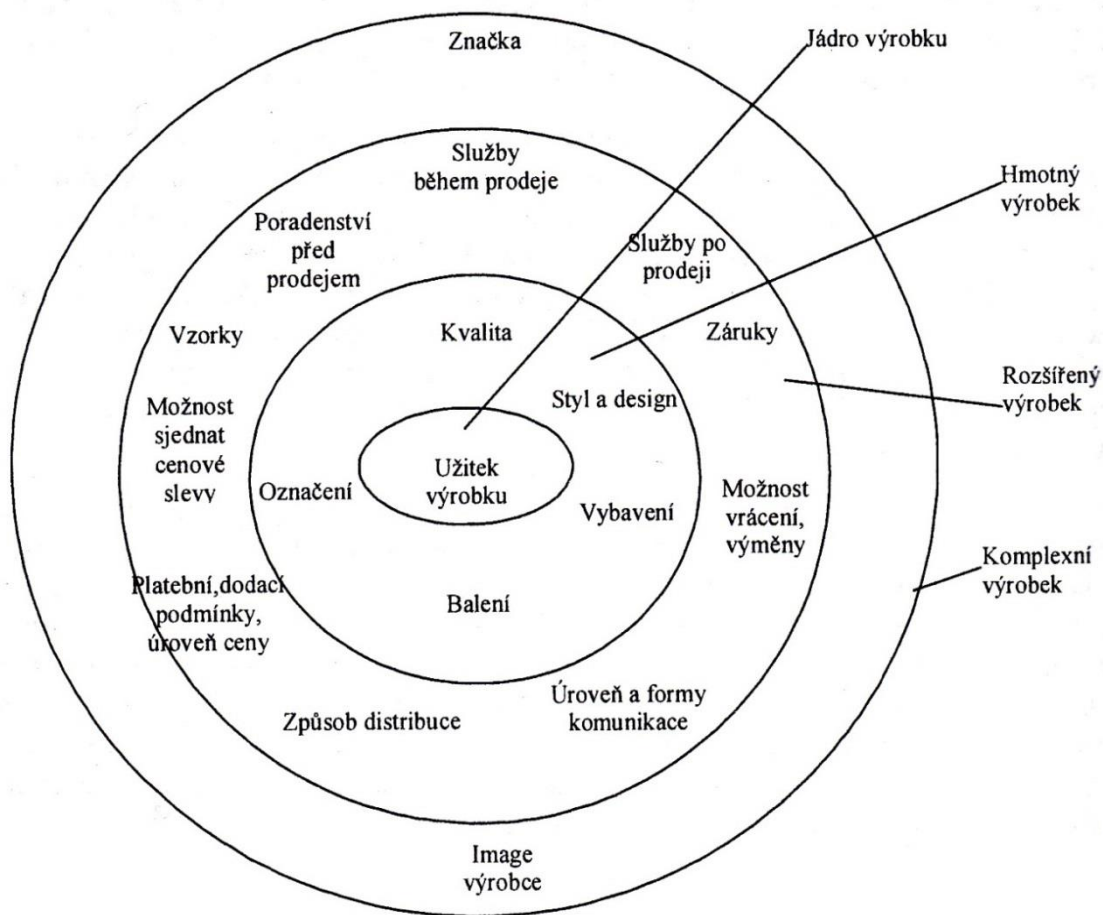 Značka
Jádro výrobku
Služby
během prodeje
Hmotný
výrobek
Poradenství
před
prodejem
Služby po
prodeji
Vzorky
Kvalita
Záruky
Rozšířený
výrobek
Možnost
sjednat
cenové
slevy
Styl a design
Označení
Užitek
výrobku
Vybavení
Možnost
vrácení,
výměny
Komplexní
výrobek
Platební,dodací
podmínky,
úroveň ceny
Balení
Způsob distribuce
Úroveň a formy
komunikace
Image
výrobce